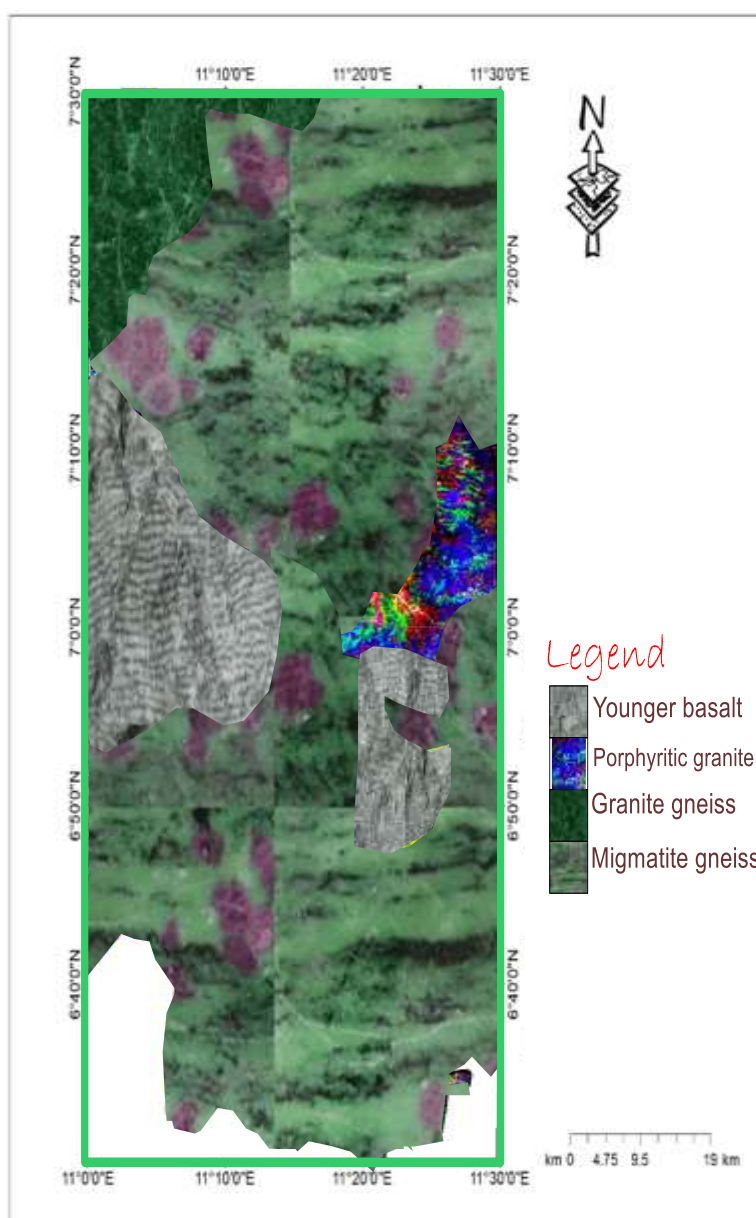 11°10'0"E 11°20'0"E 11°30'0"E
7°30'0"N
7°30'0"N
N
7°20'0"N
7°20'0"N
7°10'0"N
7°10'0"N
7°0'0"N
7°0'0"N
Legend
Younger basalt
Porphyritic granite
Granite gneiss
Migmatite gneiss
6°50'0"N
6°50'0"N
6°40'0"N
6°40'0"N
km 0 4.75 9.5 19 km
11°0'0"E 11°10'0"E 11°20'0"E 11°30'0"E